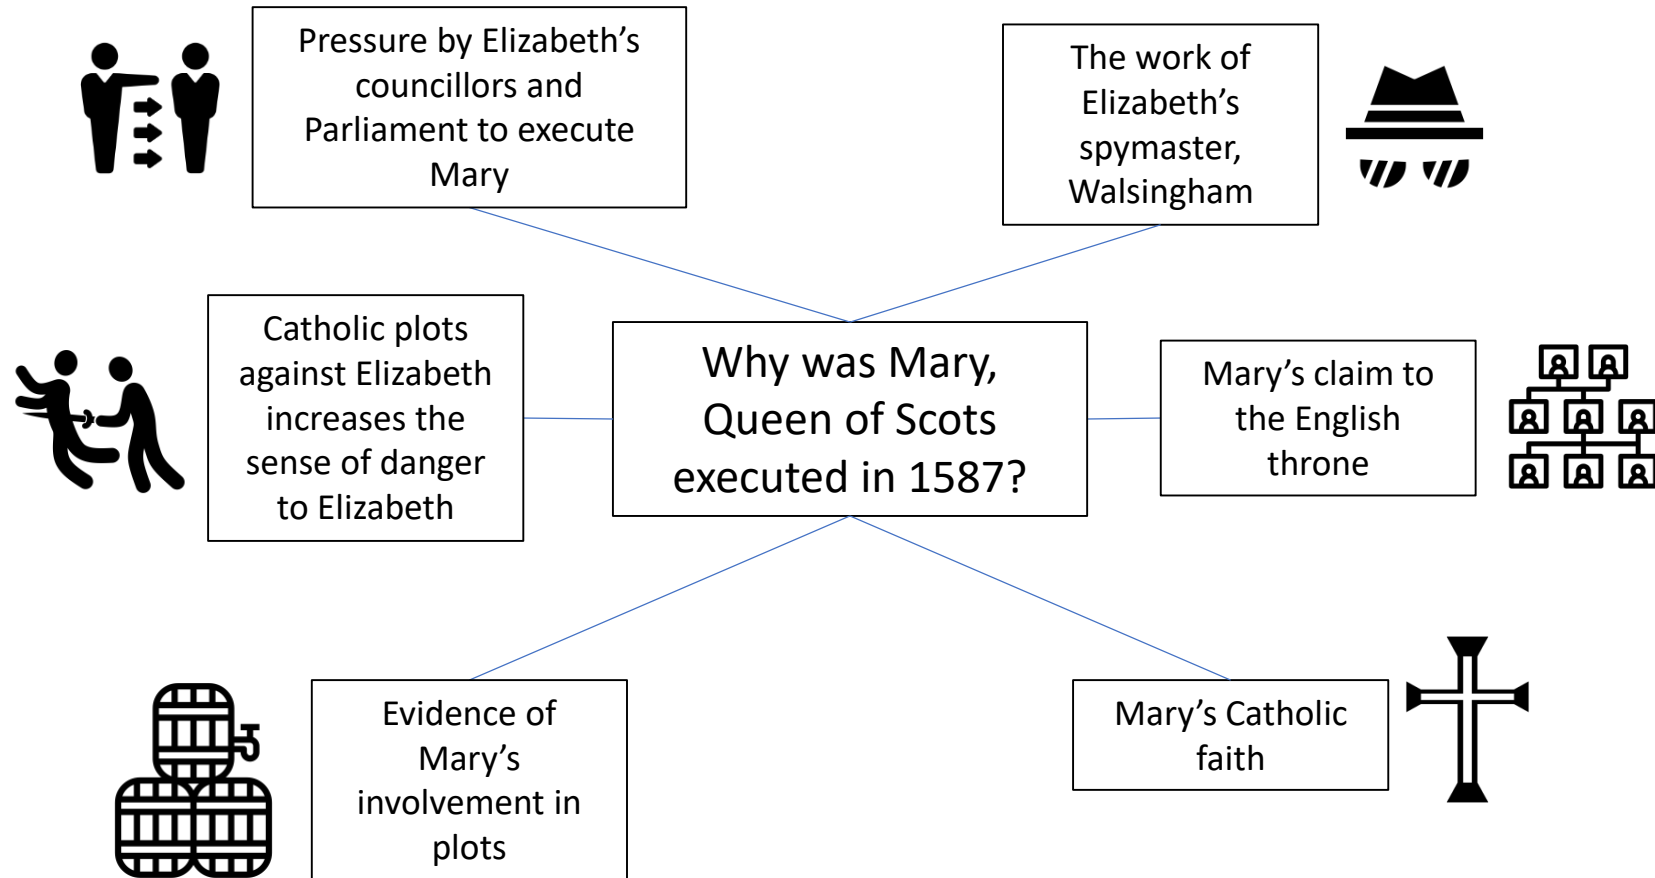 Pressure by Elizabeth’s
councillors and
Parliament to execute
Mary
The work of
Elizabeth’s
spymaster,
Walsingham
Catholic plots
against Elizabeth
increases the
sense of danger
to Elizabeth
Why was Mary,
Queen of Scots
executed in 1587?
Mary’s claim to
the English
throne
Evidence of
Mary’s
involvement in
plots
Mary’s Catholic
faith